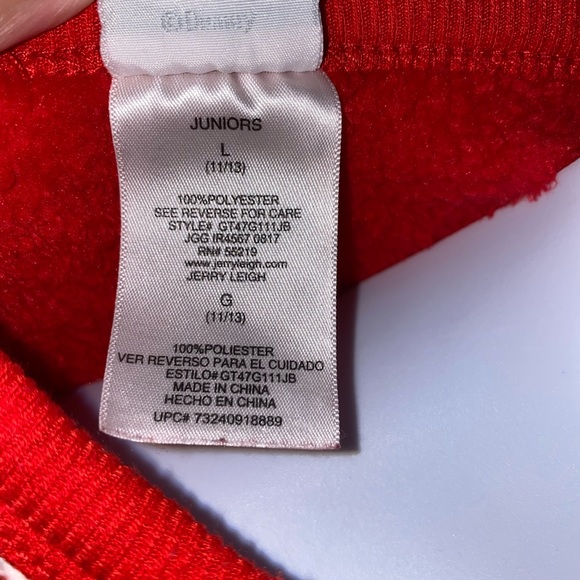 ©Disney
JUNIORS
L
(11/13)
100%POLYESTER
SEE REVERSE FOR CARE
STYLE# GT47G111JB
JGG IR4567 0817
RN# 55219
www.jerryleigh.com
JERRY LEIGH
G
(11/13)
100%POLIESTER
VER REVERSO PARA EL CUIDADO
ESTILO# GT47G111JB
MADE IN CHINA
HECHO EN CHINA
UPC# 73240918889